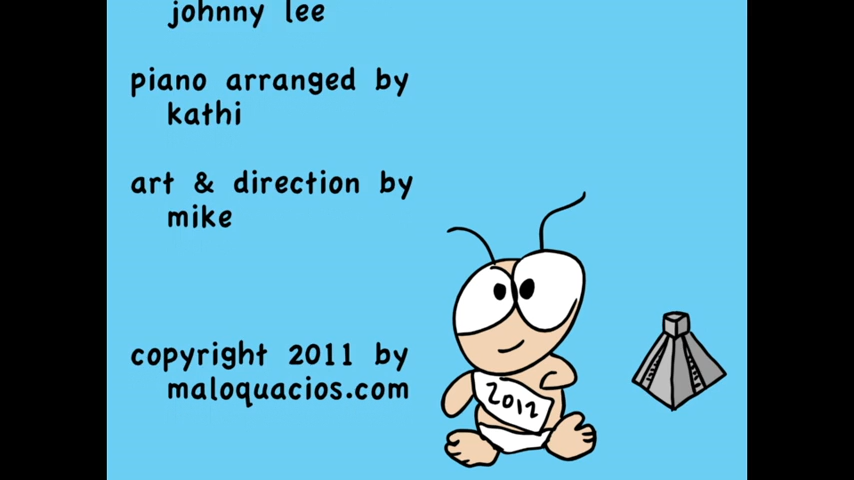 johnny lee
piano arranged by
kathi
art & direction by
mike
copyright 2011 by
maloquacios.com
2012